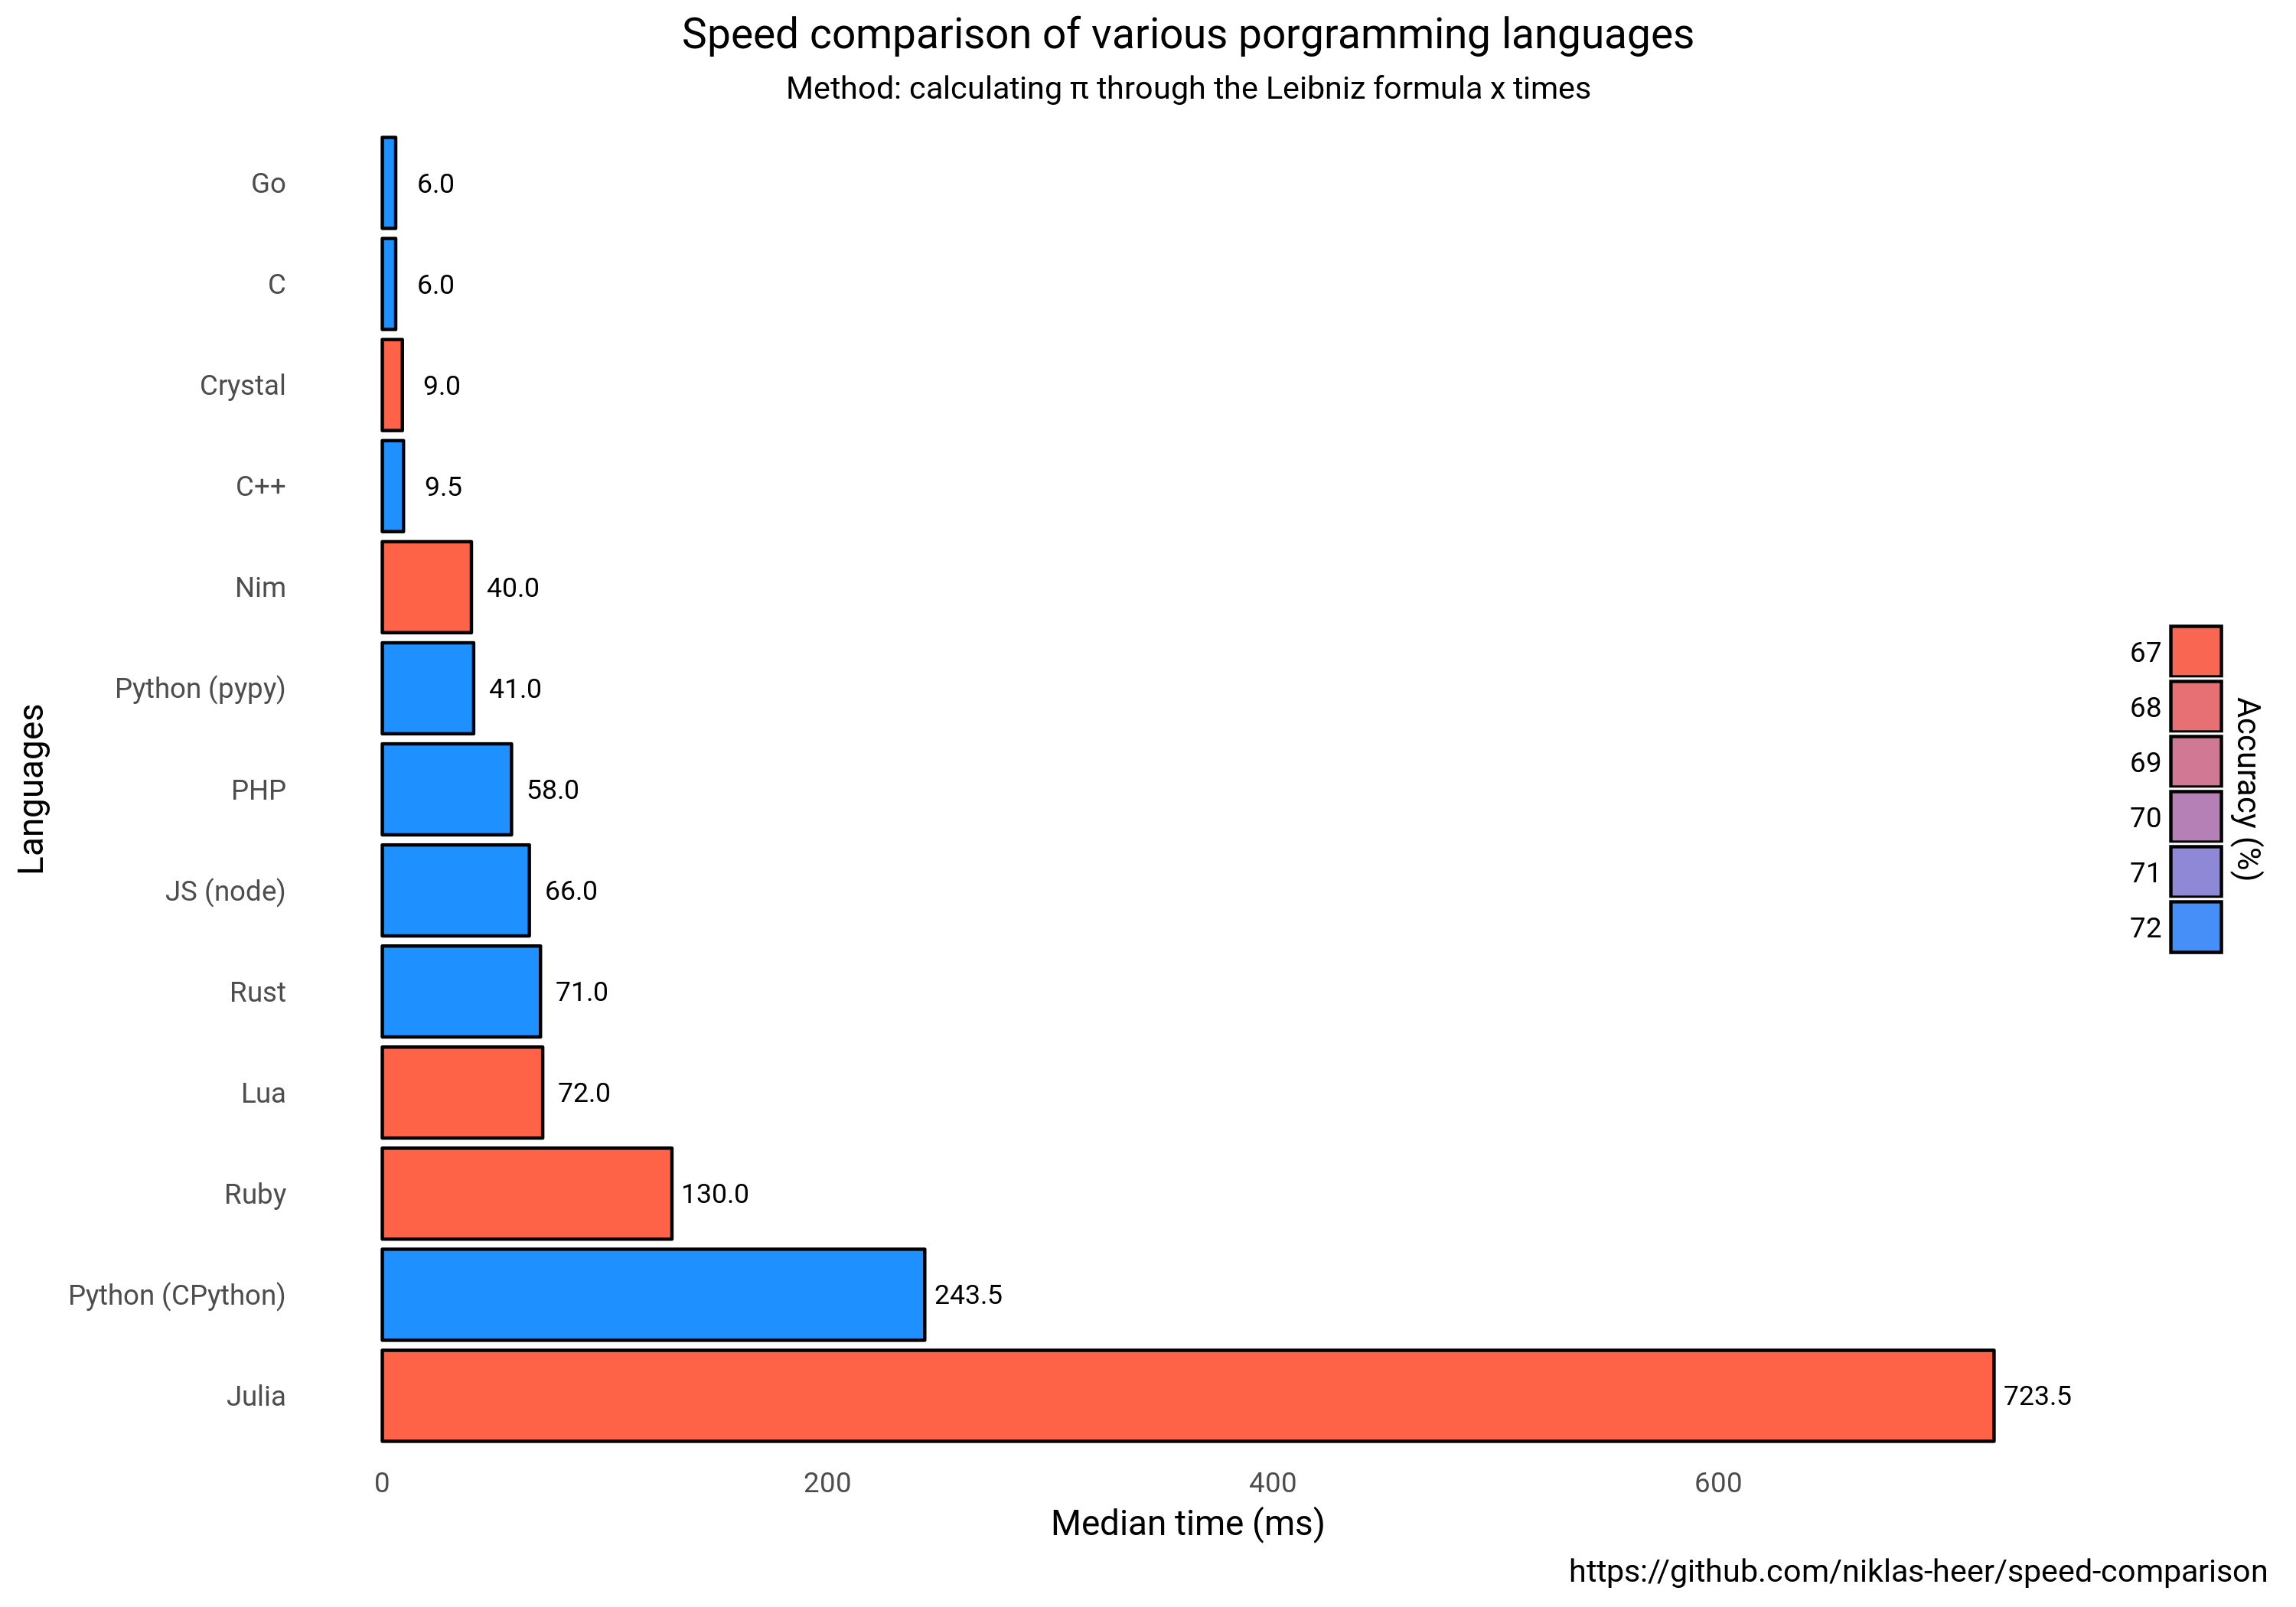 Speed comparison of various porgramming languages
Method: calculating π through the Leibniz formula x times
Languages
Go 6.0
C 6.0
Crystal 9.0
C++ 9.5
Nim 40.0
Python (pypy) 41.0
PHP 58.0
JS (node) 66.0
Rust 71.0
Lua 72.0
Ruby 130.0
Python (CPython) 243.5
Julia 723.5
0 200 400 600
Median time (ms)
67
68
69
70
71
72
Accuracy (%)
https://github.com/niklas-heer/speed-comparison